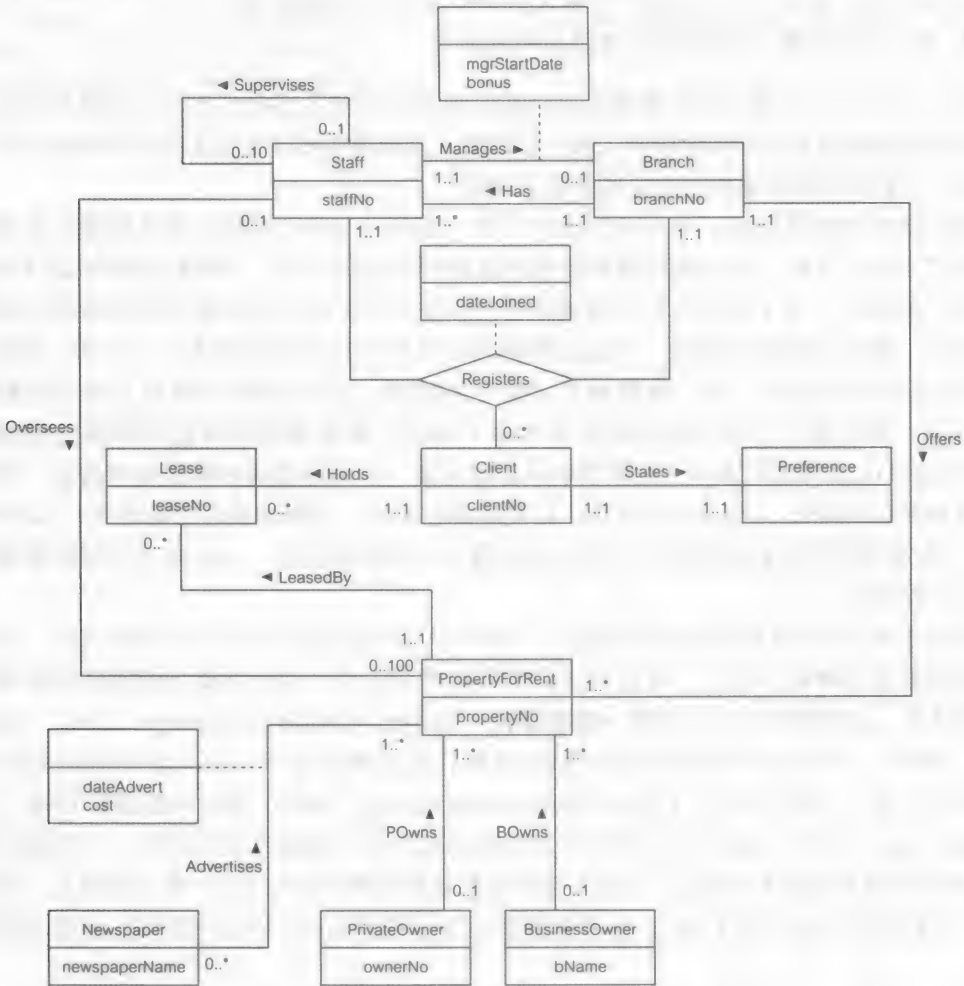 mgrStartDate
bonus
◄ Supervises
0..1
0..10
Staff
staffNo
Manages ►
1..1
0..1
◄ Has
1..*
1..1
Branch
branchNo
0..1
1..1
1..1
1..1
dateJoined
Registers
0..*
Oversees
▼
Offers
▼
Lease
leaseNo
◄ Holds
0..*
1..1
Client
clientNo
States ►
1..1
1..1
Preference
0..*
◄ LeasedBy
1..1
0..100
PropertyForRent
propertyNo
1..*
1..*
1..*
1..*
dateAdvert
cost
▲
POwns
▲
BOwns
▲
Advertises
0..1
0..1
Newspaper
newspaperName
0..*
PrivateOwner
ownerNo
BusinessOwner
bName